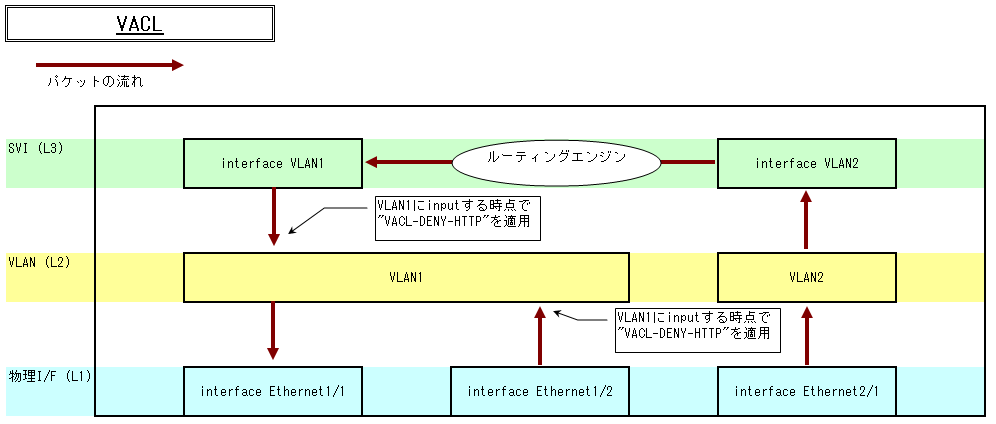 VACL
パケットの流れ
SVI (L3)
interface VLAN1
ルーティングエンジン
interface VLAN2
VLAN1にinputする時点で
"VACL-DENY-HTTP"を適用
VLAN (L2)
VLAN1
VLAN2
VLAN1にinputする時点で
"VACL-DENY-HTTP"を適用
物理I/F (L1)
interface Ethernet1/1
interface Ethernet1/2
interface Ethernet2/1